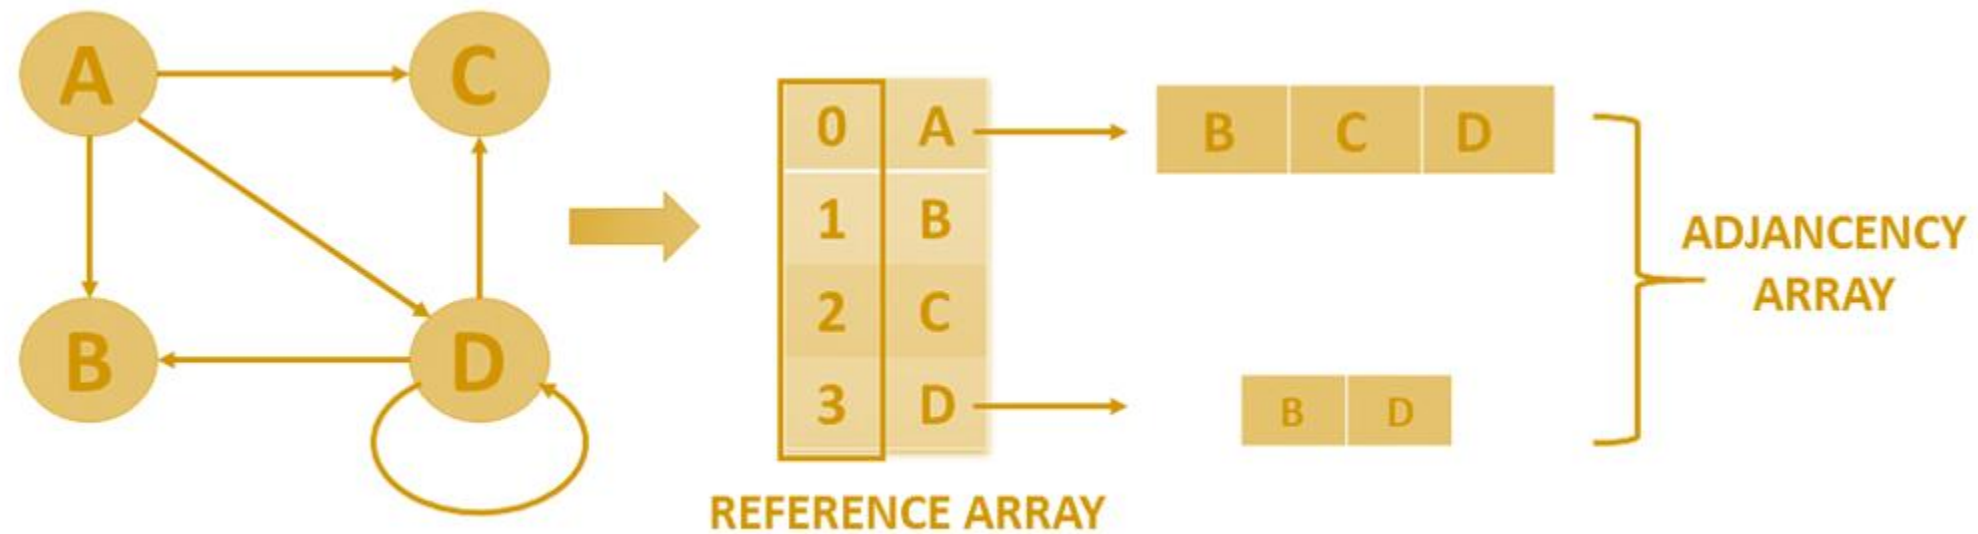 A
C
B
D
0 A
1 B
2 C
3 D
REFERENCE ARRAY
B C D
B D
ADJANCENCY
ARRAY